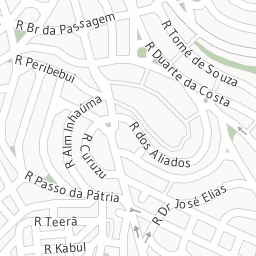 R Br da Passagem
R Tomé de Souza
R Peribebuí
R Duarte da Costa
R Alm Inhaúma
R dos Aliados
R Curuzu
R Passo da Pátria
R Dr José Elias
R Teerã
R Kabul